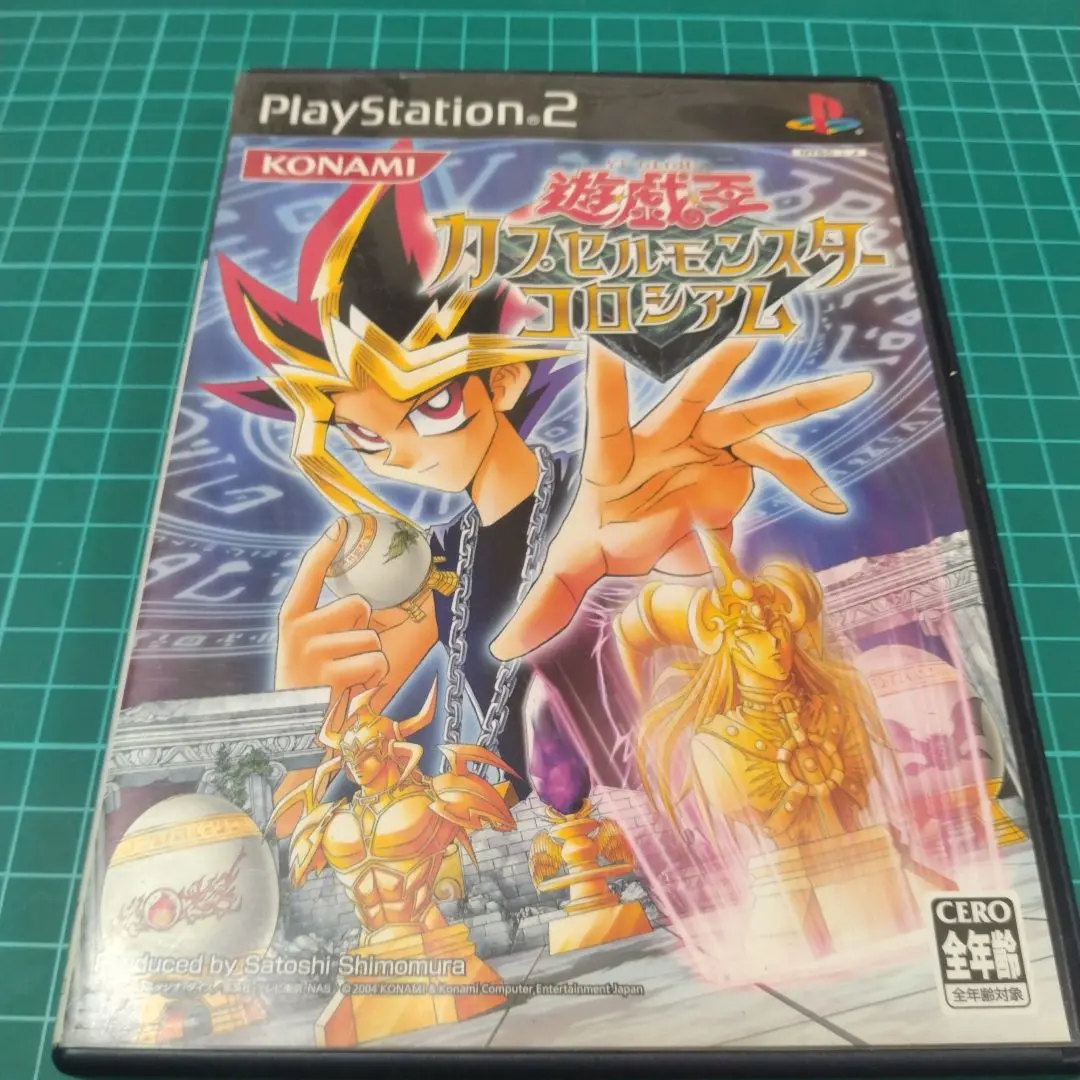 PlayStation®2
KONAMI
遊戯王
カプセルモンスター
コロシアム
Produced by Satoshi Shimomura
©2004 KONAMI & Konami Computer Entertainment Japan
CERO
全年齢
全年齢対象